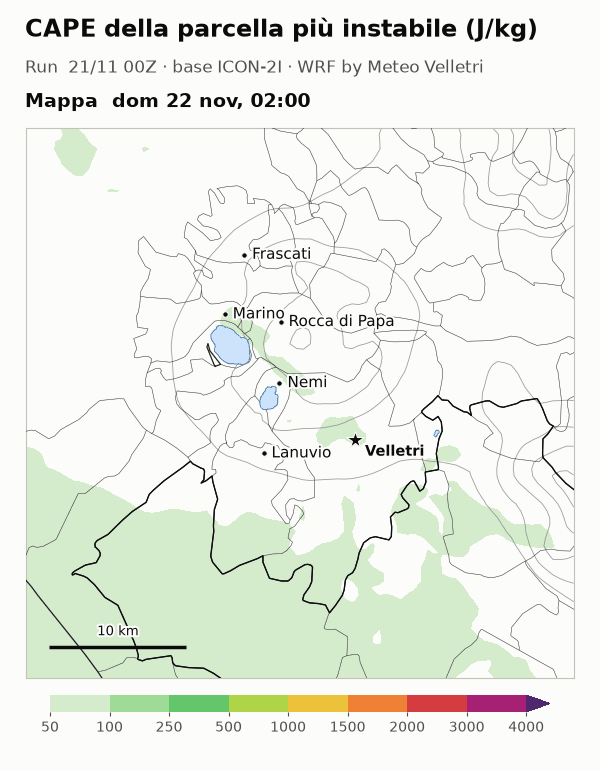 CAPE della parcella più instabile (J/kg)
Run  21/11 00Z · base ICON-2I · WRF by Meteo Velletri
Mappa  dom 22 nov, 02:00
Frascati
Marino
Rocca di Papa
Nemi
Velletri
Lanuvio
10 km
50 100 250 500 1000 1500 2000 3000 4000